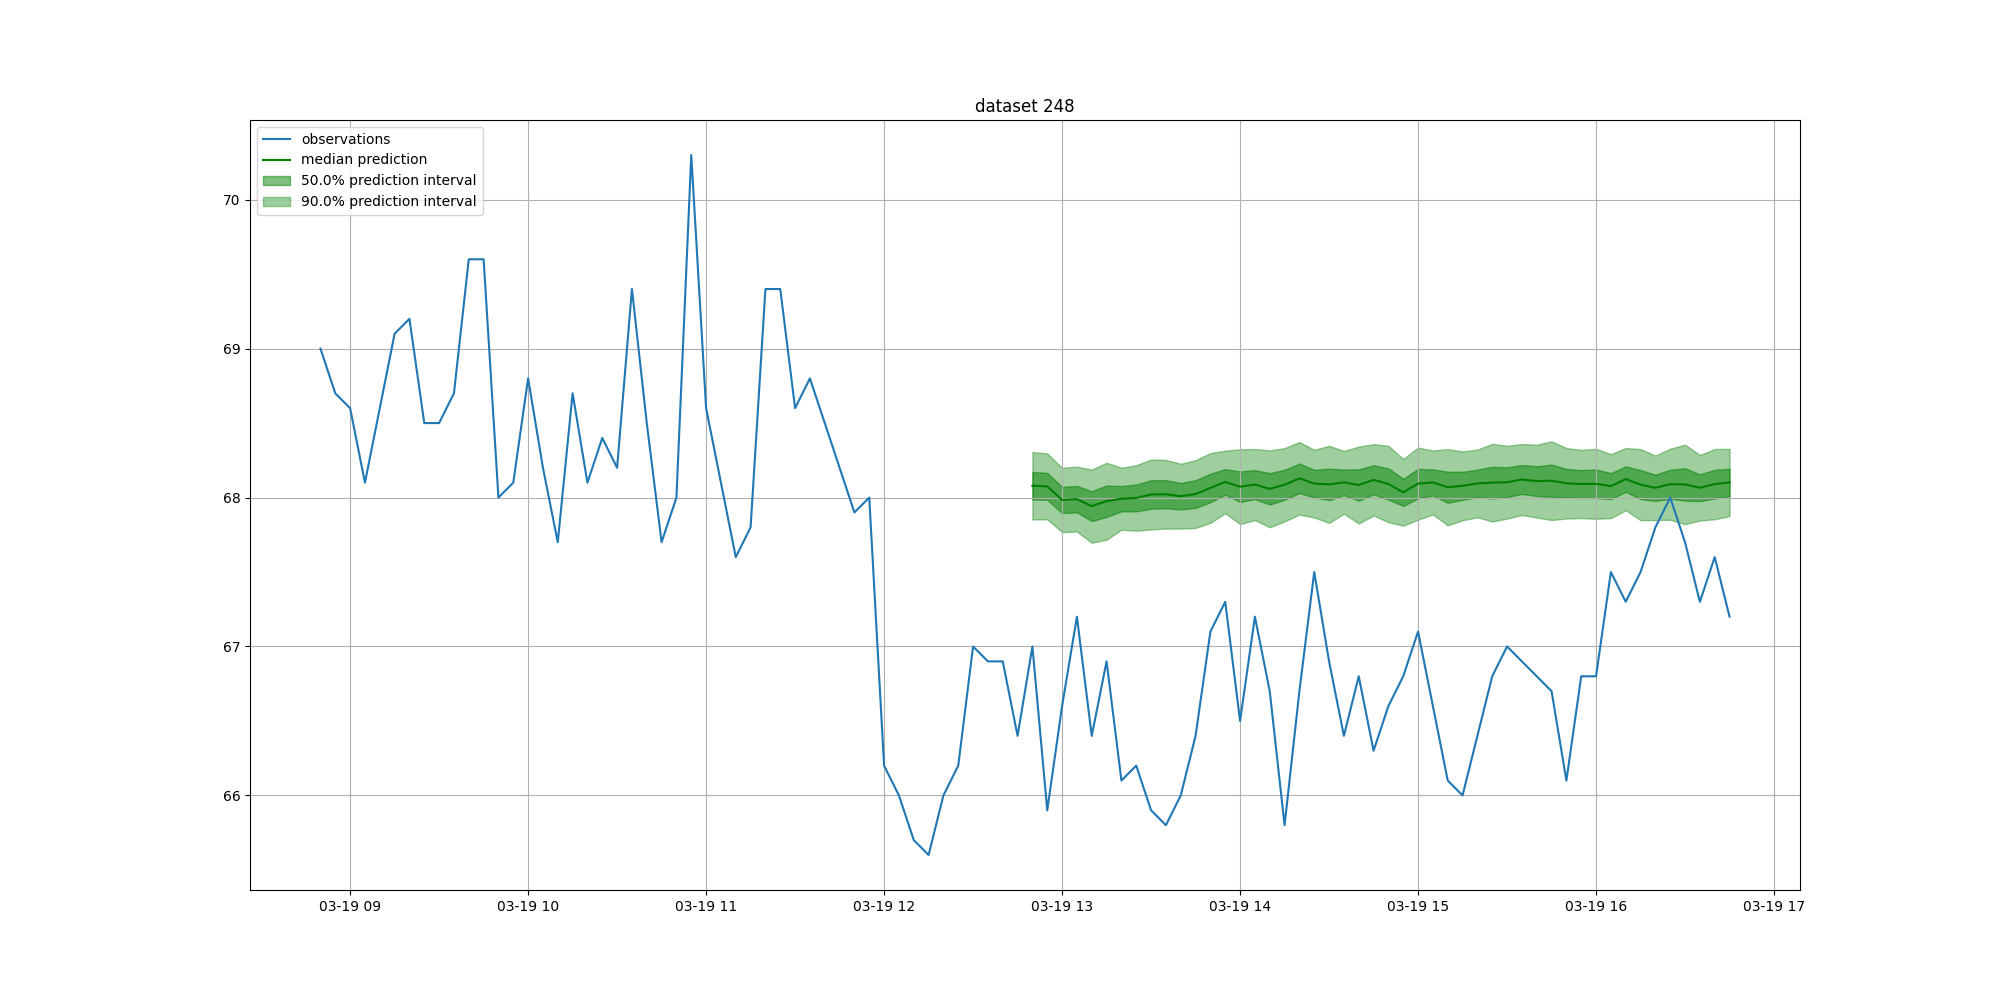 dataset 248
observations
median prediction
50.0% prediction interval
90.0% prediction interval
70
69
68
67
66
03-19 09 03-19 10 03-19 11 03-19 12 03-19 13 03-19 14 03-19 15 03-19 16 03-19 17